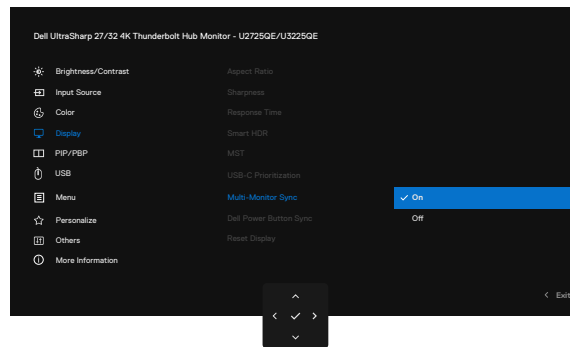 Dell UltraSharp 27/32 4K Thunderbolt Hub Monitor - U2725QE/U3225QE
Brightness/Contrast
Input Source
Color
Display
PIP/PBP
USB
Menu
Personalize
Others
More Information
Aspect Ratio
Sharpness
Response Time
Smart HDR
MST
USB-C Prioritization
Multi-Monitor Sync
Dell Power Button Sync
Reset Display
On
Off
Exit